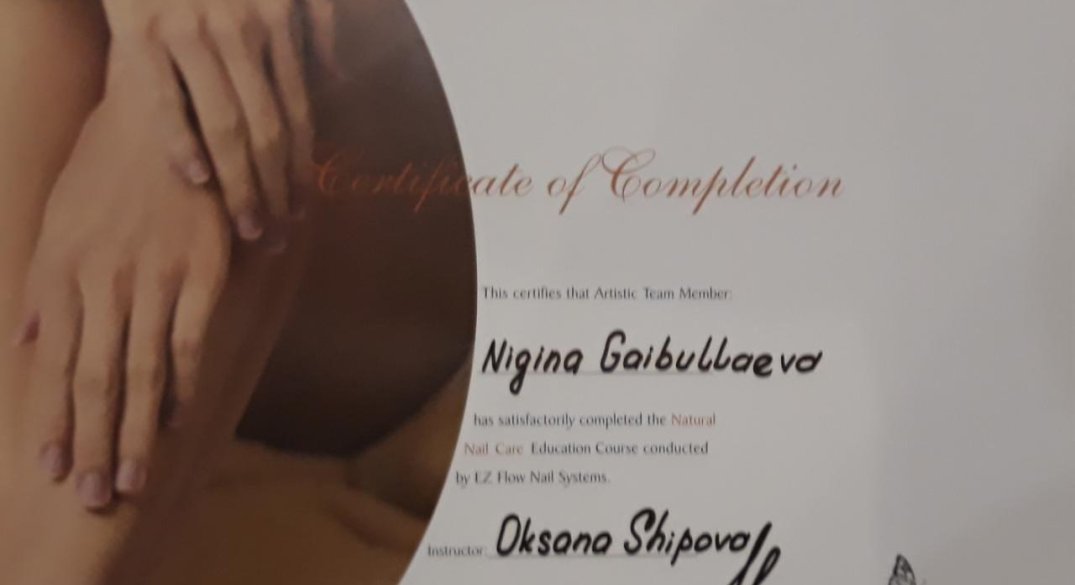 Certificate of Completion
This certifies that Artistic Team Member:
Nigina Gaibullaeva
has satisfactorily completed the Natural
Nail Care Education Course conducted
by EZ Flow Nail Systems.
Instructor: Oksana Shipova